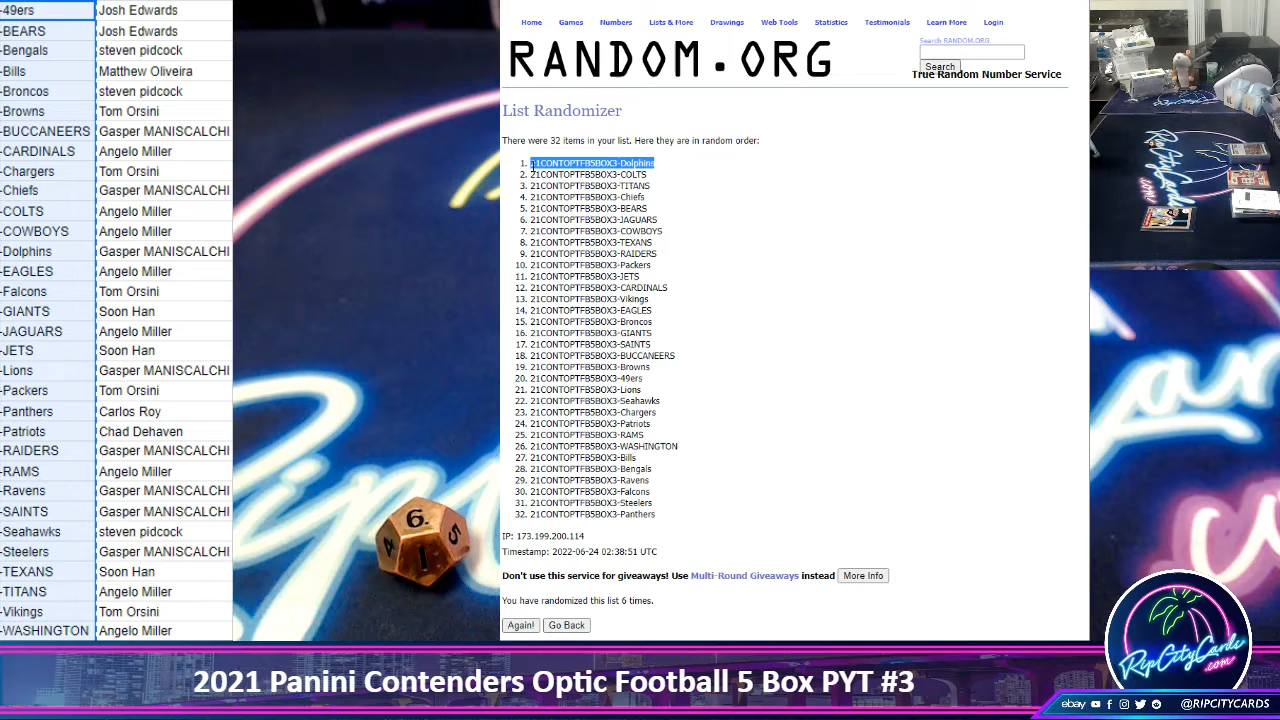 -49ers Josh Edwards
-BEARS Josh Edwards
-Bengals steven pidcock
-Bills Matthew Oliveira
-Broncos steven pidcock
-Browns Tom Orsini
-BUCCANEERS Gasper MANISCALCHI
-CARDINALS Angelo Miller
-Chargers Tom Orsini
-Chiefs Gasper MANISCALCHI
-COLTS Angelo Miller
-COWBOYS Angelo Miller
-Dolphins Gasper MANISCALCHI
-EAGLES Angelo Miller
-Falcons Tom Orsini
-GIANTS Soon Han
-JAGUARS Angelo Miller
-JETS Soon Han
-Lions Gasper MANISCALCHI
-Packers Tom Orsini
-Panthers Carlos Roy
-Patriots Chad Dehaven
-RAIDERS Gasper MANISCALCHI
-RAMS Angelo Miller
-Ravens Gasper MANISCALCHI
-SAINTS Gasper MANISCALCHI
-Seahawks steven pidcock
-Steelers Gasper MANISCALCHI
-TEXANS Soon Han
-TITANS Angelo Miller
-Vikings Tom Orsini
-WASHINGTON Angelo Miller
Home Games Numbers Lists & More Drawings Web Tools Statistics Testimonials Learn More Login
RANDOM.ORG
Search RANDOM.ORG
Search
True Random Number Service
List Randomizer
There were 32 items in your list. Here they are in random order:
1. 21CONTOPTFB5BOX3-Dolphins
2. 21CONTOPTFB5BOX3-COLTS
3. 21CONTOPTFB5BOX3-TITANS
4. 21CONTOPTFB5BOX3-Chiefs
5. 21CONTOPTFB5BOX3-BEARS
6. 21CONTOPTFB5BOX3-JAGUARS
7. 21CONTOPTFB5BOX3-COWBOYS
8. 21CONTOPTFB5BOX3-TEXANS
9. 21CONTOPTFB5BOX3-RAIDERS
10. 21CONTOPTFB5BOX3-Packers
11. 21CONTOPTFB5BOX3-JETS
12. 21CONTOPTFB5BOX3-CARDINALS
13. 21CONTOPTFB5BOX3-Vikings
14. 21CONTOPTFB5BOX3-EAGLES
15. 21CONTOPTFB5BOX3-Broncos
16. 21CONTOPTFB5BOX3-GIANTS
17. 21CONTOPTFB5BOX3-SAINTS
18. 21CONTOPTFB5BOX3-BUCCANEERS
19. 21CONTOPTFB5BOX3-Browns
20. 21CONTOPTFB5BOX3-49ers
21. 21CONTOPTFB5BOX3-Lions
22. 21CONTOPTFB5BOX3-Seahawks
23. 21CONTOPTFB5BOX3-Chargers
24. 21CONTOPTFB5BOX3-Patriots
25. 21CONTOPTFB5BOX3-RAMS
26. 21CONTOPTFB5BOX3-WASHINGTON
27. 21CONTOPTFB5BOX3-Bills
28. 21CONTOPTFB5BOX3-Bengals
29. 21CONTOPTFB5BOX3-Ravens
30. 21CONTOPTFB5BOX3-Falcons
31. 21CONTOPTFB5BOX3-Steelers
32. 21CONTOPTFB5BOX3-Panthers
IP: 173.199.200.114
Timestamp: 2022-06-24 02:38:51 UTC
Don't use this service for giveaways! Use Multi-Round Giveaways instead More Info
You have randomized this list 6 times.
Again! Go Back
6.
4
5
1
2021 Panini Contenders Optic Football 5 Box PYT #3
RipCityCards
.com
ebay @RIPCITYCARDS